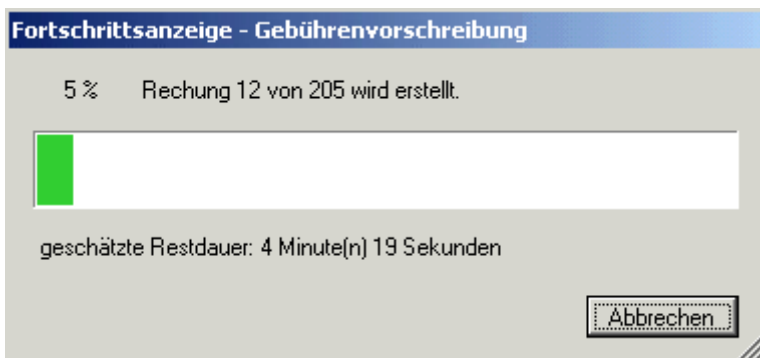 Fortschrittsanzeige - Gebührenvorschreibung
5 % Rechung 12 von 205 wird erstellt.
geschätzte Restdauer: 4 Minute(n) 19 Sekunden
Abbrechen